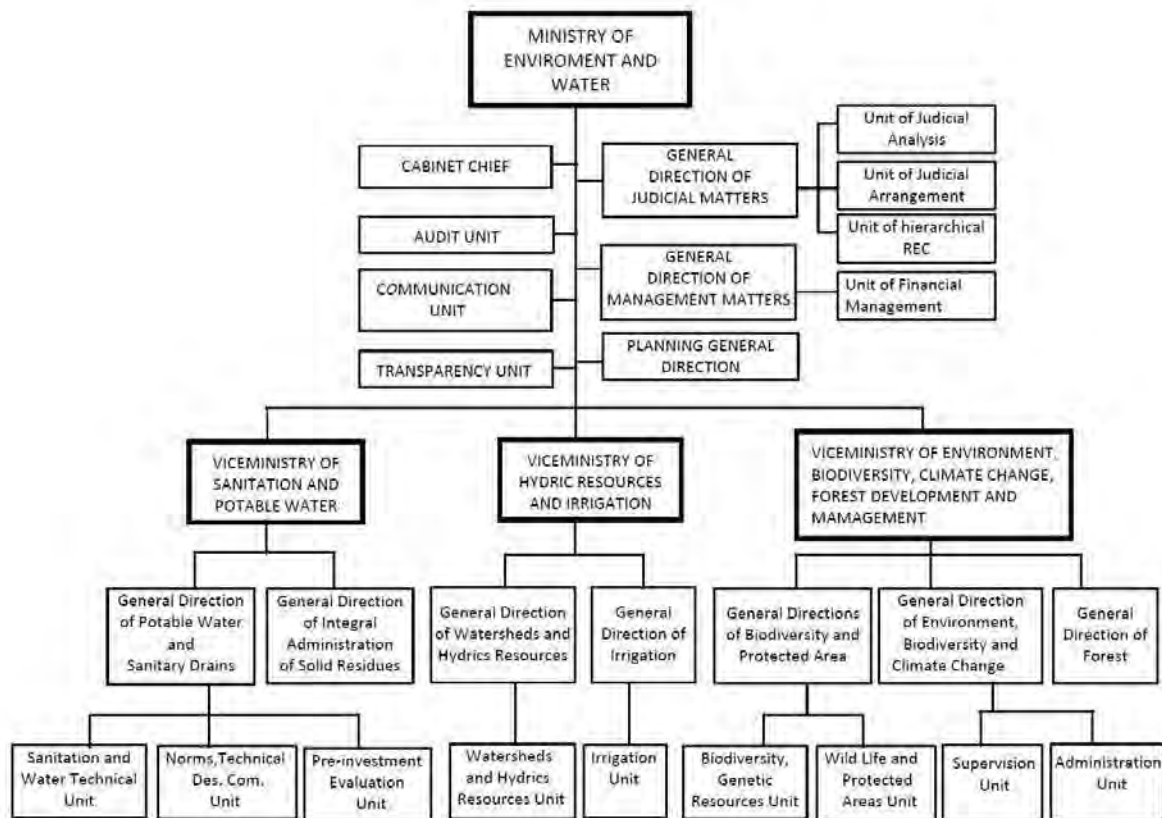 MINISTRY OF
ENVIROMENT AND
WATER
CABINET CHIEF
GENERAL
DIRECTION OF
JUDICIAL MATTERS
Unit of Judicial
Analysis
Unit of Judicial
Arrangement
Unit of hierarchical
REC
AUDIT UNIT
COMMUNICATION
UNIT
GENERAL
DIRECTION OF
MANAGEMENT MATTERS
Unit of Financial
Management
TRANSPARENCY UNIT
PLANNING GENERAL
DIRECTION
VICEMINISTRY OF
SANITATION AND
POTABLE WATER
VICEMINISTRY OF
HYDRIC RESOURCES
AND IRRIGATION
VICEMINISTRY OF ENVIRONMENT,
BIODIVERSITY, CLIMATE CHANGE,
FOREST DEVELOPMENT AND
MAMAGEMENT
General Direction
of Potable Water
and
Sanitary Drains
General Direction
of Integral
Administration
of Solid Residues
General Direction
of Watersheds and
Hydrics Resources
General
Direction of
Irrigation
General Directions
of Biodiversity and
Protected Area
General Direction
of Environment,
Biodiversity and
Climate Change
General
Direction of
Forest
Sanitation and
Water Technical
Unit
Norms,Technical
Des. Com.
Unit
Pre-investment
Evaluation
Unit
Watersheds
and Hydrics
Resources Unit
Irrigation
Unit
Biodiversity,
Genetic
Resources Unit
Wild Life and
Protected
Areas Unit
Supervision
Unit
Administration
Unit